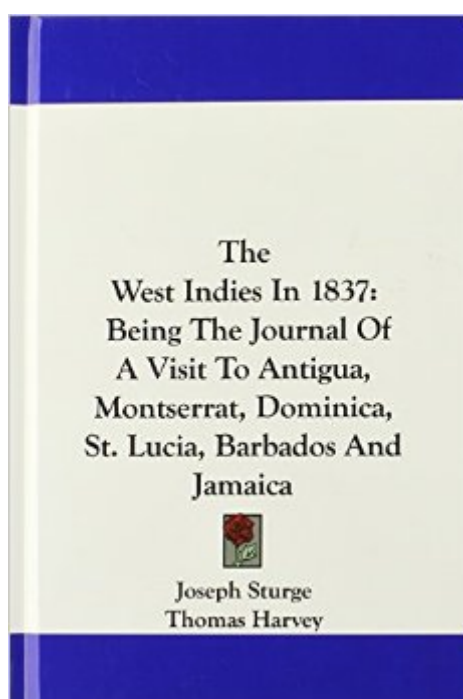 The
West Indies In 1837:
Being The Journal Of
A Visit To Antigua,
Montserrat, Dominica,
St. Lucia, Barbados And
Jamaica
Joseph Sturge
Thomas Harvey